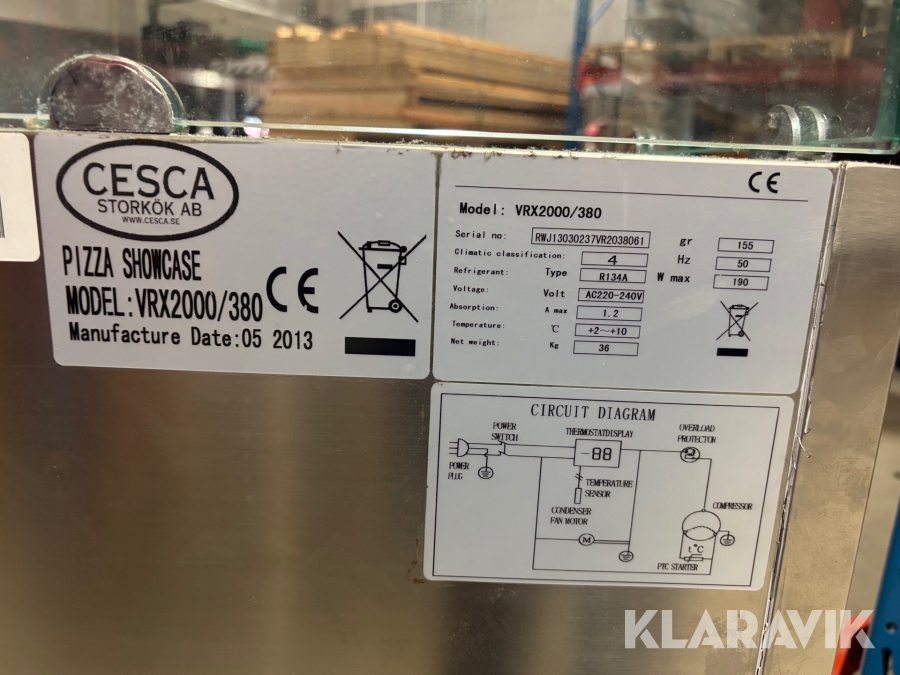 CESCA
STORKÖK AB
WWW.CESCA.SE
PIZZA SHOWCASE
MODEL:VRX2000/380
CE
Manufacture Date:05 2013
CE
Model: VRX2000/380
Serial no: RWJ13030237VR2038061 gr 155
Climatic classification: 4 Hz 50
Refrigerant: Type R134A W max 190
Voltage: Volt AC220-240V
Absorption: A max 1.2
Temperature: ℃ +2~+10
Net weight: Kg 36
CIRCUIT DIAGRAM
POWER
SWITCH
THERMOSTATDISPLAY
OVERLOAD
PROTECTOR
-88
POWER
PLUG
TEMPERATURE
SENSOR
CONDENSER
FAN MOTOR
COMPRESSOR
M
t°C
PTC STARTER
KLARAVIK